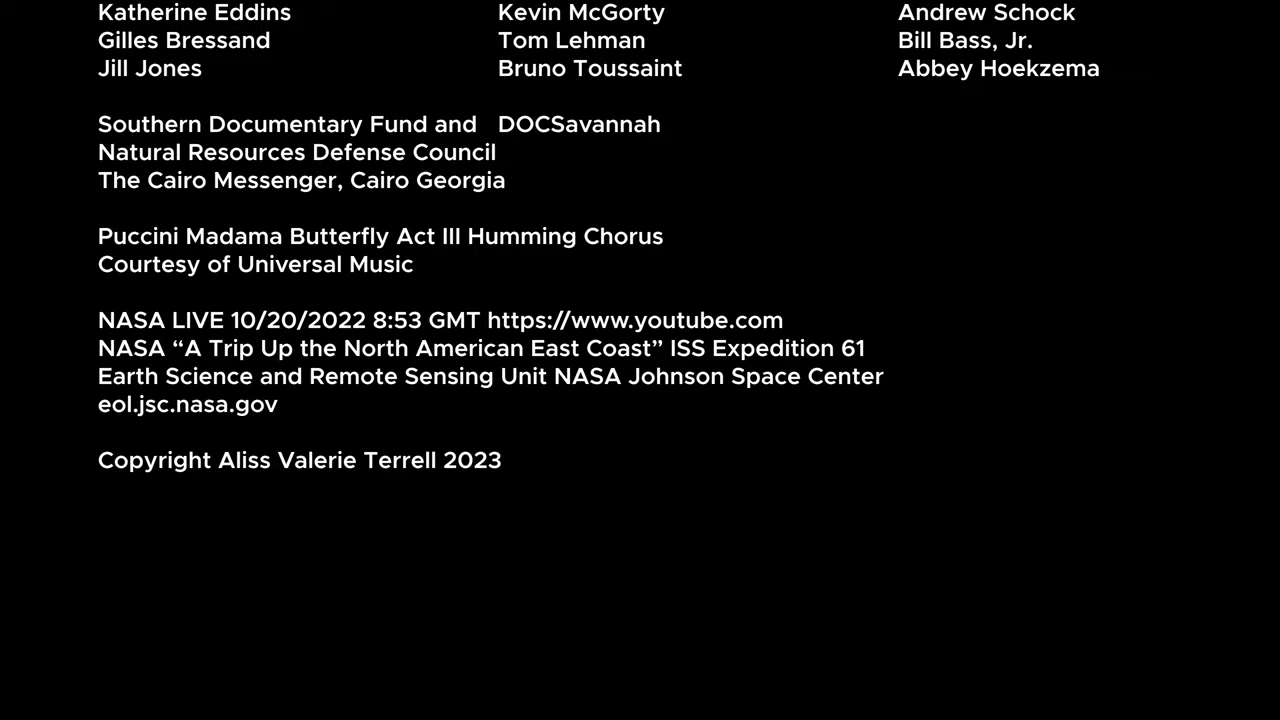 Katherine Eddins Kevin McGorty Andrew Schock
Gilles Bressand Tom Lehman Bill Bass, Jr.
Jill Jones Bruno Toussaint Abbey Hoekzema
Southern Documentary Fund and DOCSavannah
Natural Resources Defense Council
The Cairo Messenger, Cairo Georgia
Puccini Madama Butterfly Act III Humming Chorus
Courtesy of Universal Music
NASA LIVE 10/20/2022 8:53 GMT https://www.youtube.com
NASA “A Trip Up the North American East Coast” ISS Expedition 61
Earth Science and Remote Sensing Unit NASA Johnson Space Center
eol.jsc.nasa.gov
Copyright Aliss Valerie Terrell 2023